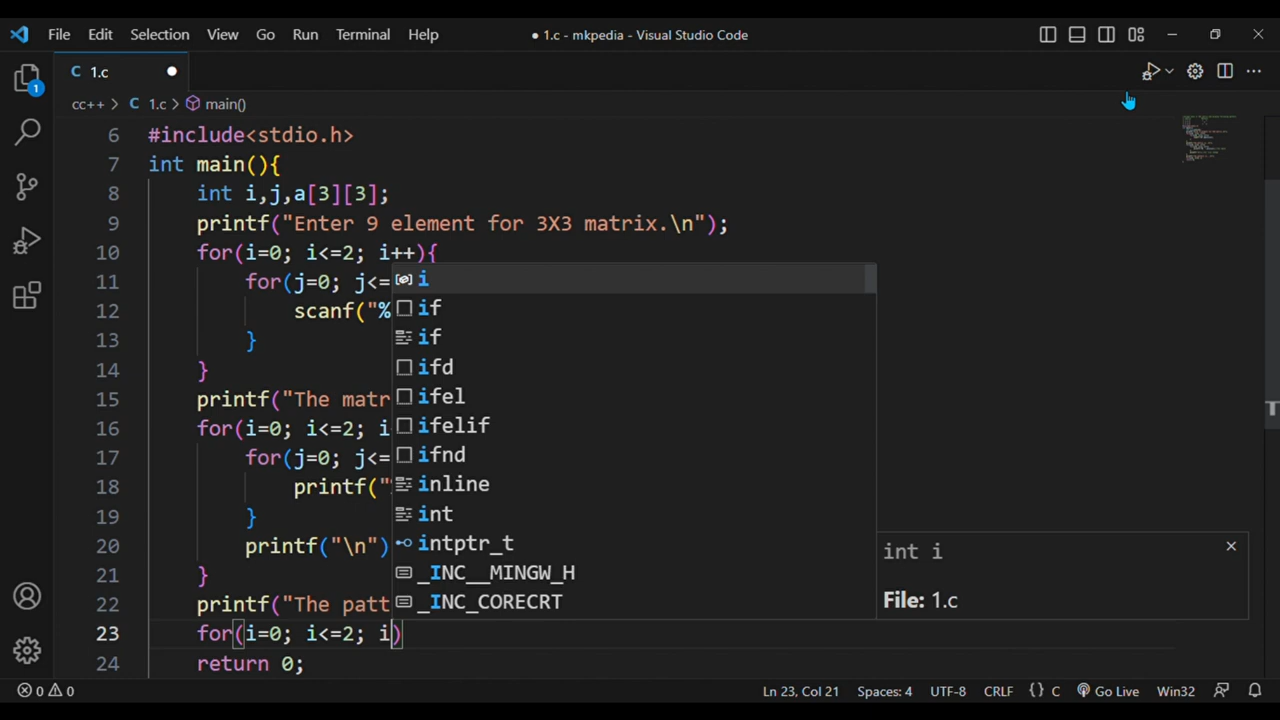 File Edit Selection View Go Run Terminal Help ● 1.c - mkpedia - Visual Studio Code
C 1.c ●
1
cc++ > C 1.c > main()
6 #include<stdio.h>
7 int main(){
8 int i,j,a[3][3];
9 printf("Enter 9 element for 3X3 matrix.\n");
10 for(i=0; i<=2; i++){
11 for(j=0; j<=
12 scanf("%
13 }
14 }
15 printf("The matr
16 for(i=0; i<=2; i
17 for(j=0; j<=
18 printf("
19 }
20 printf("\n")
21 }
22 printf("The patt
23 for(i=0; i<=2; i)
24 return 0;
i
if
if
ifd
ifel
ifelif
ifnd
inline
int
intptr_t
_INC__MINGW_H
_INC_CORECRT
int i
File: 1.c
0 0 Ln 23, Col 21 Spaces: 4 UTF-8 CRLF {} C Go Live Win32